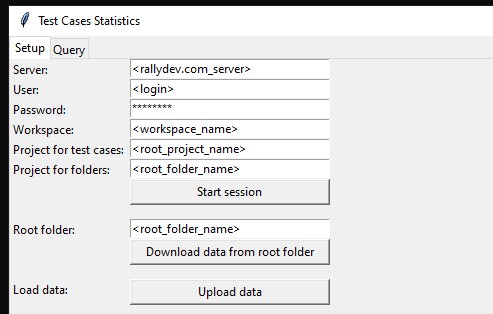 Test Cases Statistics
Setup Query
Server: <rallydev.com_server>
User: <login>
Password: ********
Workspace: <workspace_name>
Project for test cases: <root_project_name>
Project for folders: <root_folder_name>
Start session
Root folder: <root_folder_name>
Download data from root folder
Load data: Upload data